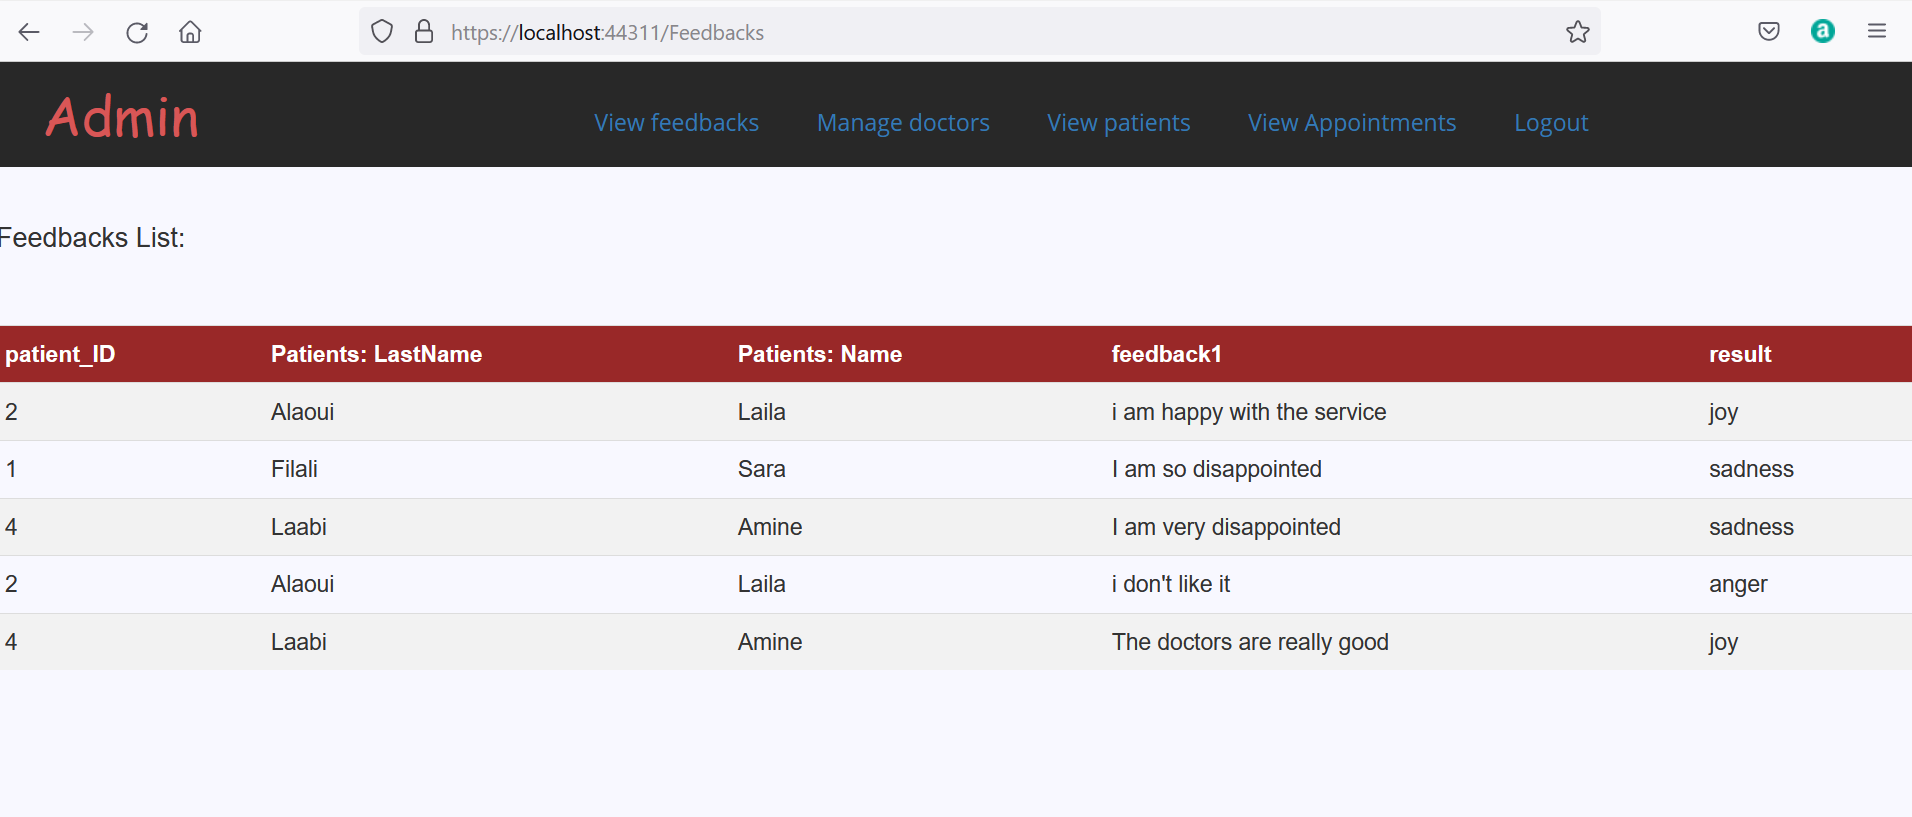 https://localhost:44311/Feedbacks
a
Admin View feedbacks Manage doctors View patients View Appointments Logout
Feedbacks List:
patient_ID Patients: LastName Patients: Name feedback1 result
2 Alaoui Laila i am happy with the service joy
1 Filali Sara I am so disappointed sadness
4 Laabi Amine I am very disappointed sadness
2 Alaoui Laila i don't like it anger
4 Laabi Amine The doctors are really good joy